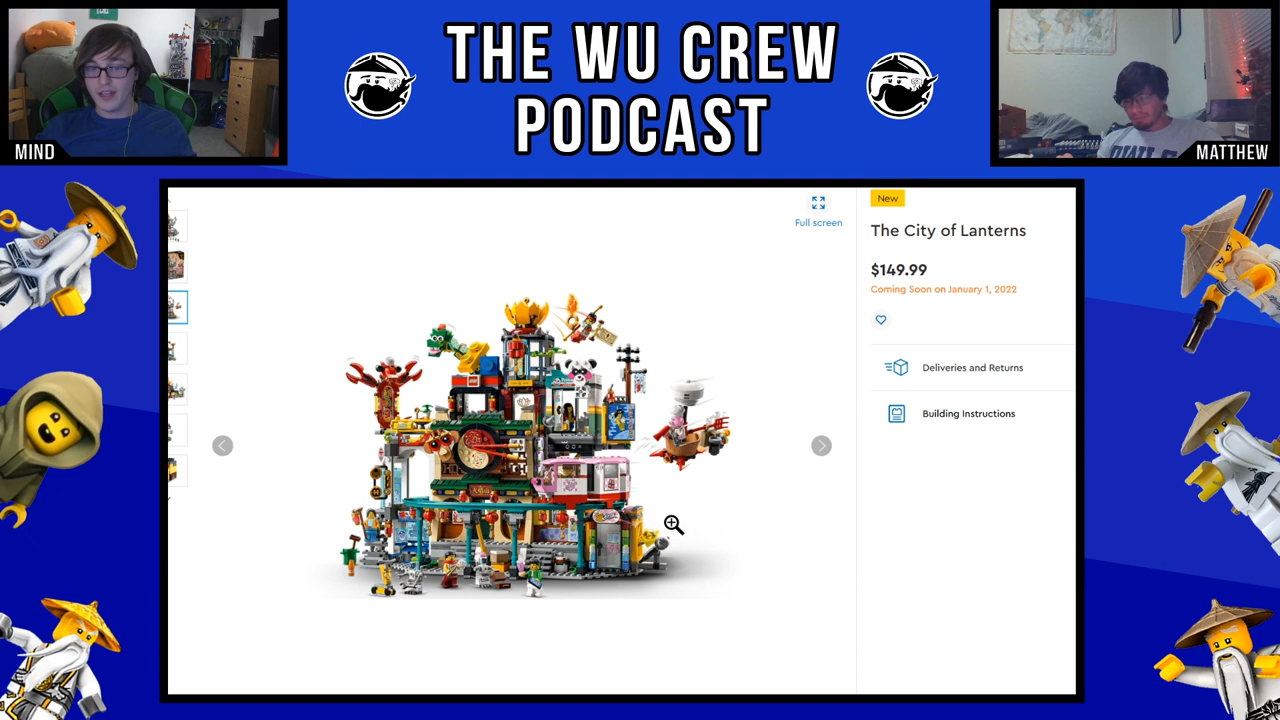 THE WU CREW
PODCAST
MIND
MATTHEW
Full screen
New
The City of Lanterns
$149.99
Coming Soon on January 1, 2022
Deliveries and Returns
Building Instructions